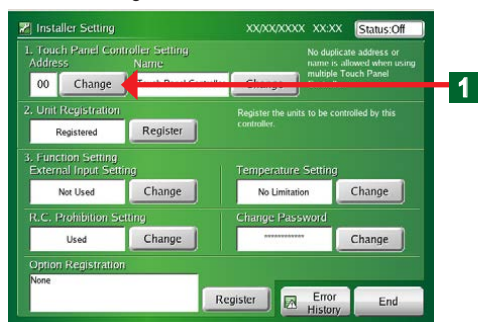 Installer Setting XX/XX/XXXX XX:XX Status:Off
1. Touch Panel Controller Setting
Address Name
No duplicate address or
name is allowed when using
multiple Touch Panel
00 Change Touch Panel Controller Change
1
2. Unit Registration
Register the units to be controlled by this
controller.
Registered Register
3. Function Setting
External Input Setting Temperature Setting
Not Used Change No Limitation Change
R.C. Prohibition Setting Change Password
Used Change ************ Change
Option Registration
None
Register Error
History End